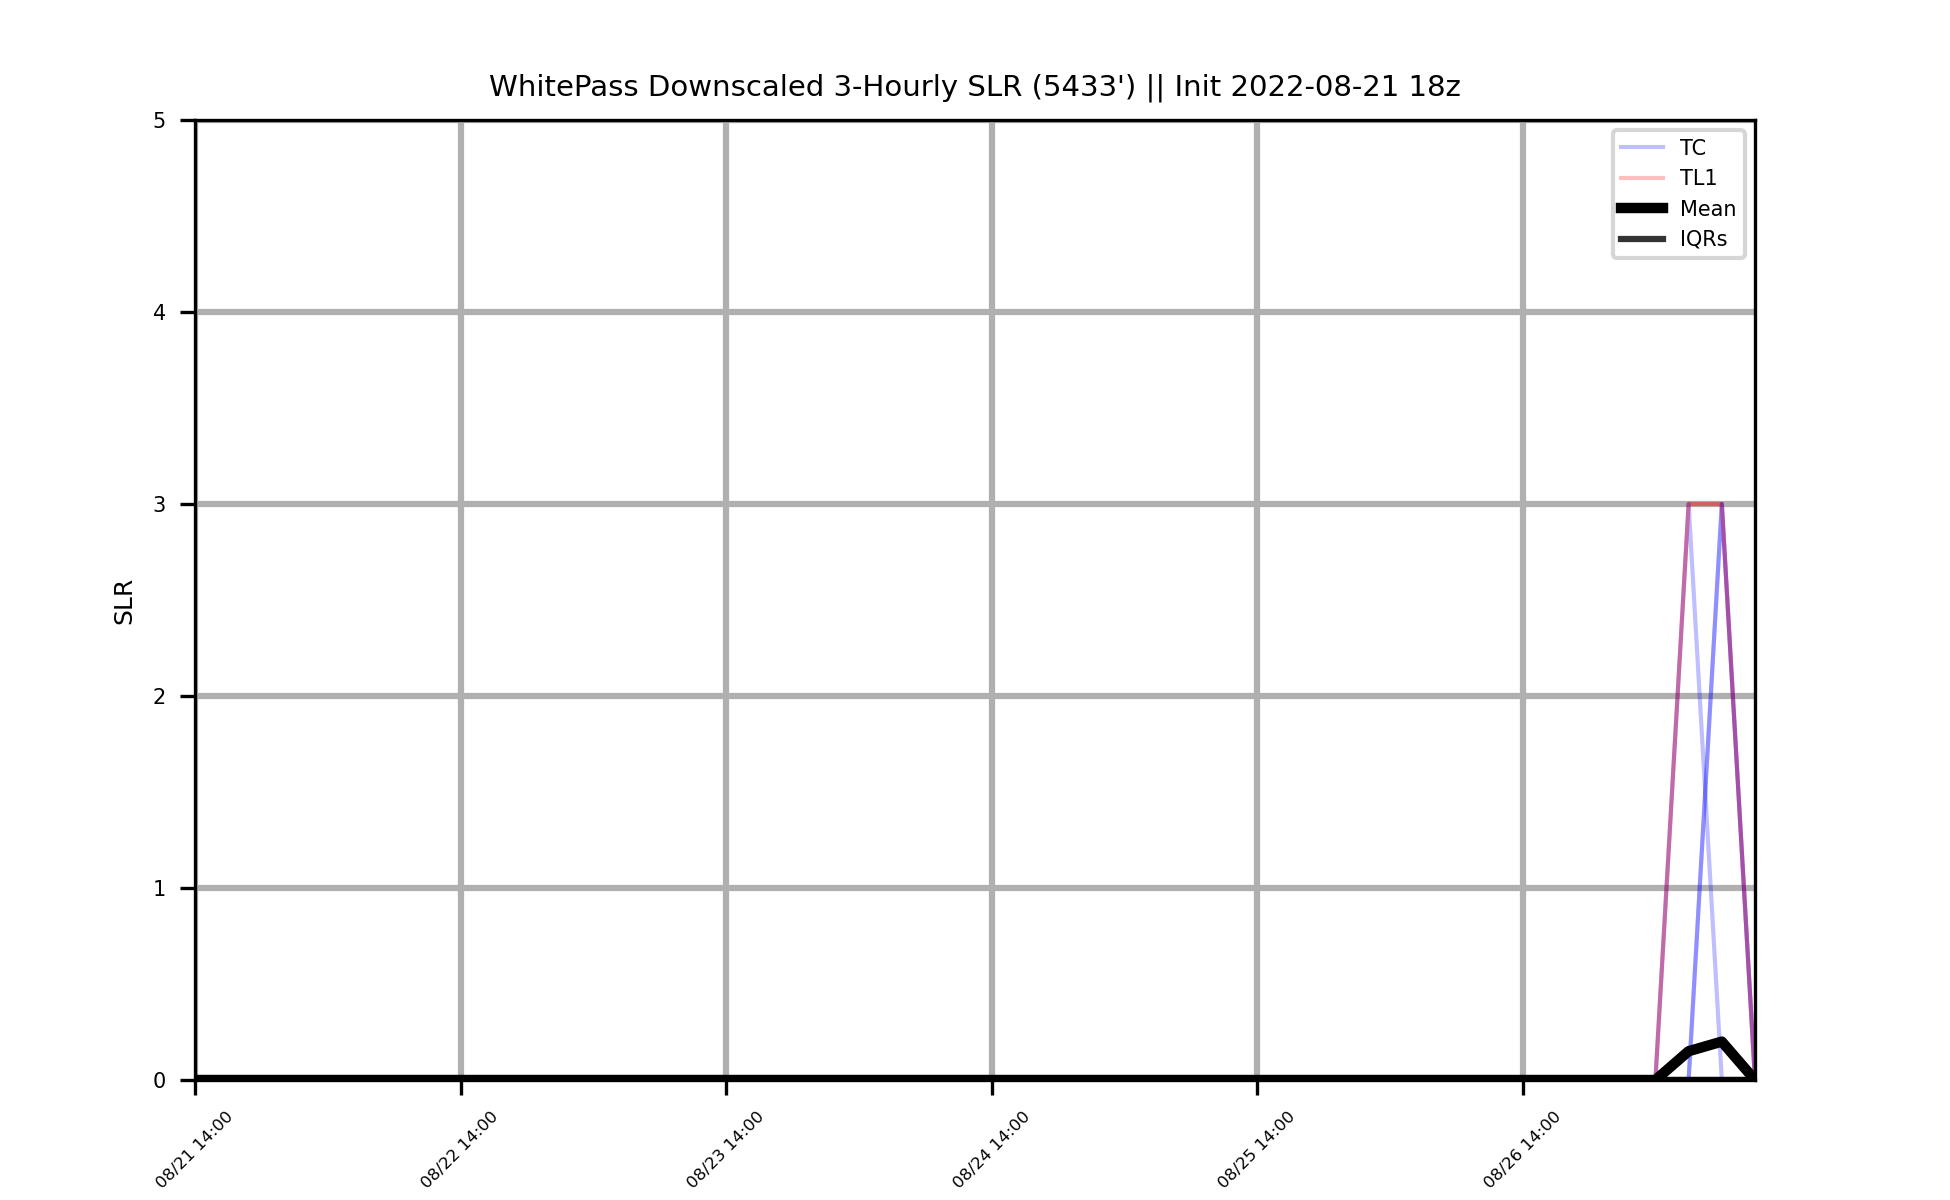 WhitePass Downscaled 3-Hourly SLR (5433') || Init 2022-08-21 18z
5
4
3
2
1
0
SLR
TC
TL1
Mean
IQRs
08/21 14:00
08/22 14:00
08/23 14:00
08/24 14:00
08/25 14:00
08/26 14:00